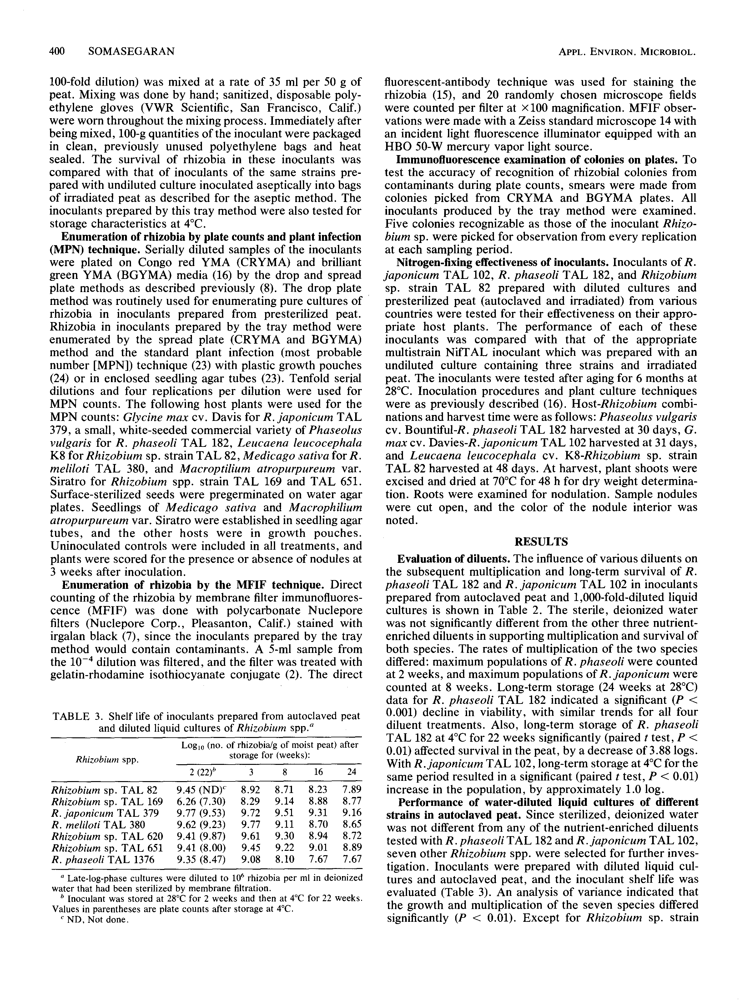 400 SOMASEGARAN
APPL. ENVIRON. MICROBIOL.
100-fold dilution) was mixed at a rate of 35 ml per 50 g of
peat. Mixing was done by hand; sanitized, disposable poly-
ethylene gloves (VWR Scientific, San Francisco, Calif.)
were worn throughout the mixing process. Immediately after
being mixed, 100-g quantities of the inoculant were packaged
in clean, previously unused polyethylene bags and heat
sealed. The survival of rhizobia in these inoculants was
compared with that of inoculants of the same strains pre-
pared with undiluted culture inoculated aseptically into bags
of irradiated peat as described for the aseptic method. The
inoculants prepared by this tray method were also tested for
storage characteristics at 4°C.
Enumeration of rhizobia by plate counts and plant infection
(MPN) technique. Serially diluted samples of the inoculants
were plated on Congo red YMA (CRYMA) and brilliant
green YMA (BGYMA) media (16) by the drop and spread
plate methods as described previously (8). The drop plate
method was routinely used for enumerating pure cultures of
rhizobia in inoculants prepared from presterilized peat.
Rhizobia in inoculants prepared by the tray method were
enumerated by the spread plate (CRYMA and BGYMA)
method and the standard plant infection (most probable
number [MPN]) technique (23) with plastic growth pouches
(24) or in enclosed seedling agar tubes (23). Tenfold serial
dilutions and four replications per dilution were used for
MPN counts. The following host plants were used for the
MPN counts: Glycine max cv. Davis for R. japonicum TAL
379, a small, white-seeded commercial variety of Phaseolus
vulgaris for R. phaseoli TAL 182, Leucaena leucocephala
K8 for Rhizobium sp. strain TAL 82, Medicago sativa for R.
meliloti TAL 380, and Macroptilium atropurpureum var.
Siratro for Rhizobium spp. strain TAL 169 and TAL 651.
Surface-sterilized seeds were pregerminated on water agar
plates. Seedlings of Medicago sativa and Macrophilium
atropurpureum var. Siratro were established in seedling agar
tubes, and the other hosts were in growth pouches.
Uninoculated controls were included in all treatments, and
plants were scored for the presence or absence of nodules at
3 weeks after inoculation.
Enumeration of rhizobia by the MFIF technique. Direct
counting of the rhizobia by membrane filter immunofluores-
cence (MFIF) was done with polycarbonate Nuclepore
filters (Nuclepore Corp., Pleasanton, Calif.) stained with
irgalan black (7), since the inoculants prepared by the tray
method would contain contaminants. A 5-ml sample from
the 10⁻⁴ dilution was filtered, and the filter was treated with
gelatin-rhodamine isothiocyanate conjugate (2). The direct
TABLE 3. Shelf life of inoculants prepared from autoclaved peat
and diluted liquid cultures of Rhizobium spp.ᵃ
Rhizobium spp.
Log₁₀ (no. of rhizobia/g of moist peat) after
storage for (weeks):
2 (22)ᵇ 3 8 16 24
Rhizobium sp. TAL 82 9.45 (ND)ᶜ 8.92 8.71 8.23 7.89
Rhizobium sp. TAL 169 6.26 (7.30) 8.29 9.14 8.88 8.77
R. japonicum TAL 379 9.77 (9.53) 9.72 9.51 9.31 9.16
R. meliloti TAL 380 9.62 (9.23) 9.77 9.11 8.70 8.65
Rhizobium sp. TAL 620 9.41 (9.87) 9.61 9.30 8.94 8.72
Rhizobium sp. TAL 651 9.41 (8.00) 9.45 9.22 9.01 8.89
R. phaseoli TAL 1376 9.35 (8.47) 9.08 8.10 7.67 7.67
ᵃ Late-log-phase cultures were diluted to 10⁶ rhizobia per ml in deionized
water that had been sterilized by membrane filtration.
ᵇ Inoculant was stored at 28°C for 2 weeks and then at 4°C for 22 weeks.
Values in parentheses are plate counts after storage at 4°C.
ᶜ ND, Not done.
fluorescent-antibody technique was used for staining the
rhizobia (15), and 20 randomly chosen microscope fields
were counted per filter at ×100 magnification. MFIF obser-
vations were made with a Zeiss standard microscope 14 with
an incident light fluorescence illuminator equipped with an
HBO 50-W mercury vapor light source.
Immunofluorescence examination of colonies on plates. To
test the accuracy of recognition of rhizobial colonies from
contaminants during plate counts, smears were made from
colonies picked from CRYMA and BGYMA plates. All
inoculants produced by the tray method were examined.
Five colonies recognizable as those of the inoculant Rhizo-
bium sp. were picked for observation from every replication
at each sampling period.
Nitrogen-fixing effectiveness of inoculants. Inoculants of R.
japonicum TAL 102, R. phaseoli TAL 182, and Rhizobium
sp. strain TAL 82 prepared with diluted cultures and
presterilized peat (autoclaved and irradiated) from various
countries were tested for their effectiveness on their appro-
priate host plants. The performance of each of these
inoculants was compared with that of the appropriate
multistrain NifTAL inoculant which was prepared with an
undiluted culture containing three strains and irradiated
peat. The inoculants were tested after aging for 6 months at
28°C. Inoculation procedures and plant culture techniques
were as previously described (16). Host-Rhizobium combi-
nations and harvest time were as follows: Phaseolus vulgaris
cv. Bountiful-R. phaseoli TAL 182 harvested at 30 days, G.
max cv. Davies-R. japonicum TAL 102 harvested at 31 days,
and Leucaena leucocephala cv. K8-Rhizobium sp. strain
TAL 82 harvested at 48 days. At harvest, plant shoots were
excised and dried at 70°C for 48 h for dry weight determina-
tion. Roots were examined for nodulation. Sample nodules
were cut open, and the color of the nodule interior was
noted.
RESULTS
Evaluation of diluents. The influence of various diluents on
the subsequent multiplication and long-term survival of R.
phaseoli TAL 182 and R. japonicum TAL 102 in inoculants
prepared from autoclaved peat and 1,000-fold-diluted liquid
cultures is shown in Table 2. The sterile, deionized water
was not significantly different from the other three nutrient-
enriched diluents in supporting multiplication and survival of
both species. The rates of multiplication of the two species
differed: maximum populations of R. phaseoli were counted
at 2 weeks, and maximum populations of R. japonicum were
counted at 8 weeks. Long-term storage (24 weeks at 28°C)
data for R. phaseoli TAL 182 indicated a significant (P <
0.001) decline in viability, with similar trends for all four
diluent treatments. Also, long-term storage of R. phaseoli
TAL 182 at 4°C for 22 weeks significantly (paired t test, P <
0.01) affected survival in the peat, by a decrease of 3.88 logs.
With R. japonicum TAL 102, long-term storage at 4°C for the
same period resulted in a significant (paired t test, P < 0.01)
increase in the population, by approximately 1.0 log.
Performance of water-diluted liquid cultures of different
strains in autoclaved peat. Since sterilized, deionized water
was not different from any of the nutrient-enriched diluents
tested with R. phaseoli TAL 182 and R. japonicum TAL 102,
seven other Rhizobium spp. were selected for further inves-
tigation. Inoculants were prepared with diluted liquid cul-
tures and autoclaved peat, and the inoculant shelf life was
evaluated (Table 3). An analysis of variance indicated that
the growth and multiplication of the seven species differed
significantly (P < 0.01). Except for Rhizobium sp. strain